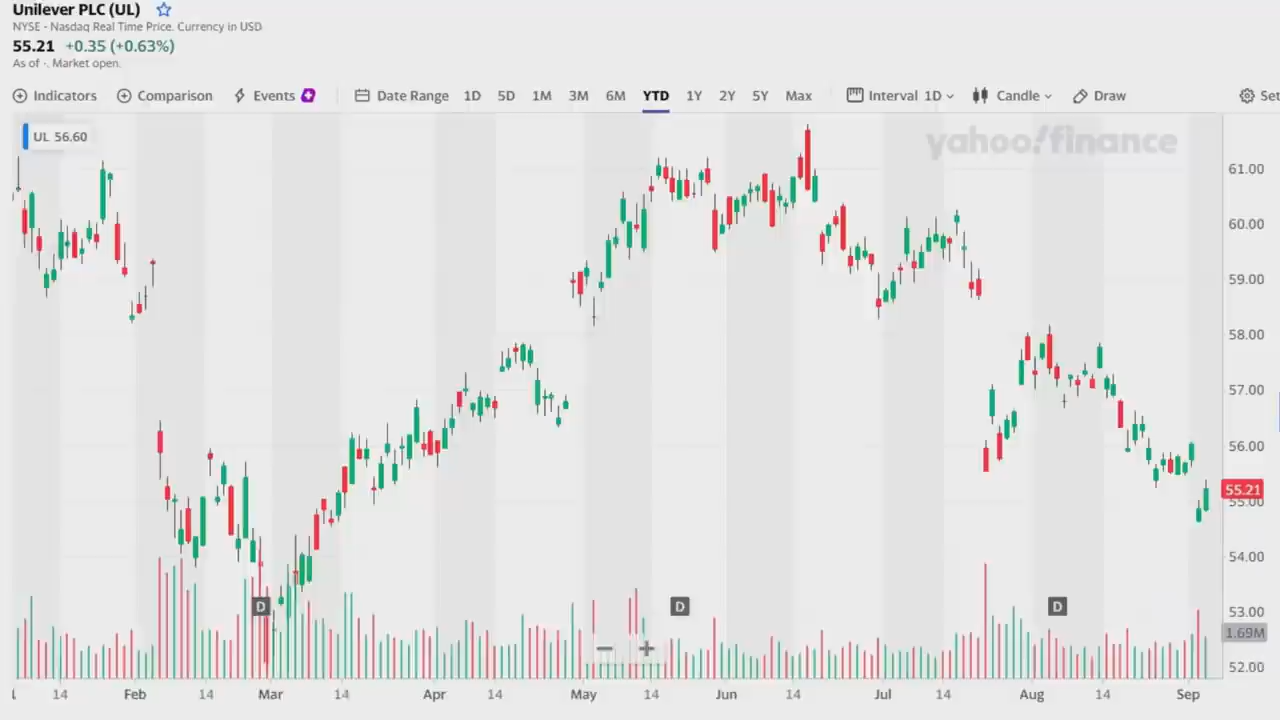 Unilever PLC (UL)
NYSE - Nasdaq Real Time Price. Currency in USD
55.21 +0.35 (+0.63%)
As of -. Market open.
Indicators Comparison Events Date Range 1D 5D 1M 3M 6M YTD 1Y 2Y 5Y Max Interval 1D Candle Draw Set
UL 56.60
yahoo!finance
61.00
60.00
59.00
58.00
57.00
56.00
55.21
55.00
54.00
D D D
53.00
1.69M
52.00
14 Feb 14 Mar 14 Apr 14 May 14 Jun 14 Jul 14 Aug 14 Sep